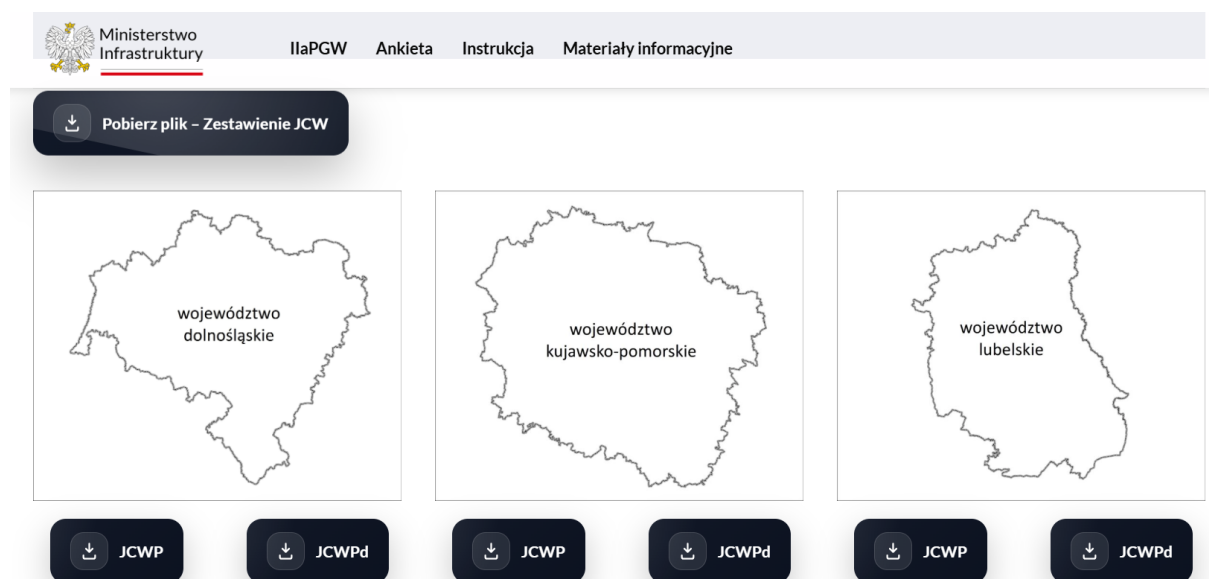 Ministerstwo
Infrastruktury
IIaPGW Ankieta Instrukcja Materiały informacyjne
Pobierz plik – Zestawienie JCW
województwo
dolnośląskie
województwo
kujawsko-pomorskie
województwo
lubelskie
JCWP JCWPd JCWP JCWPd JCWP JCWPd